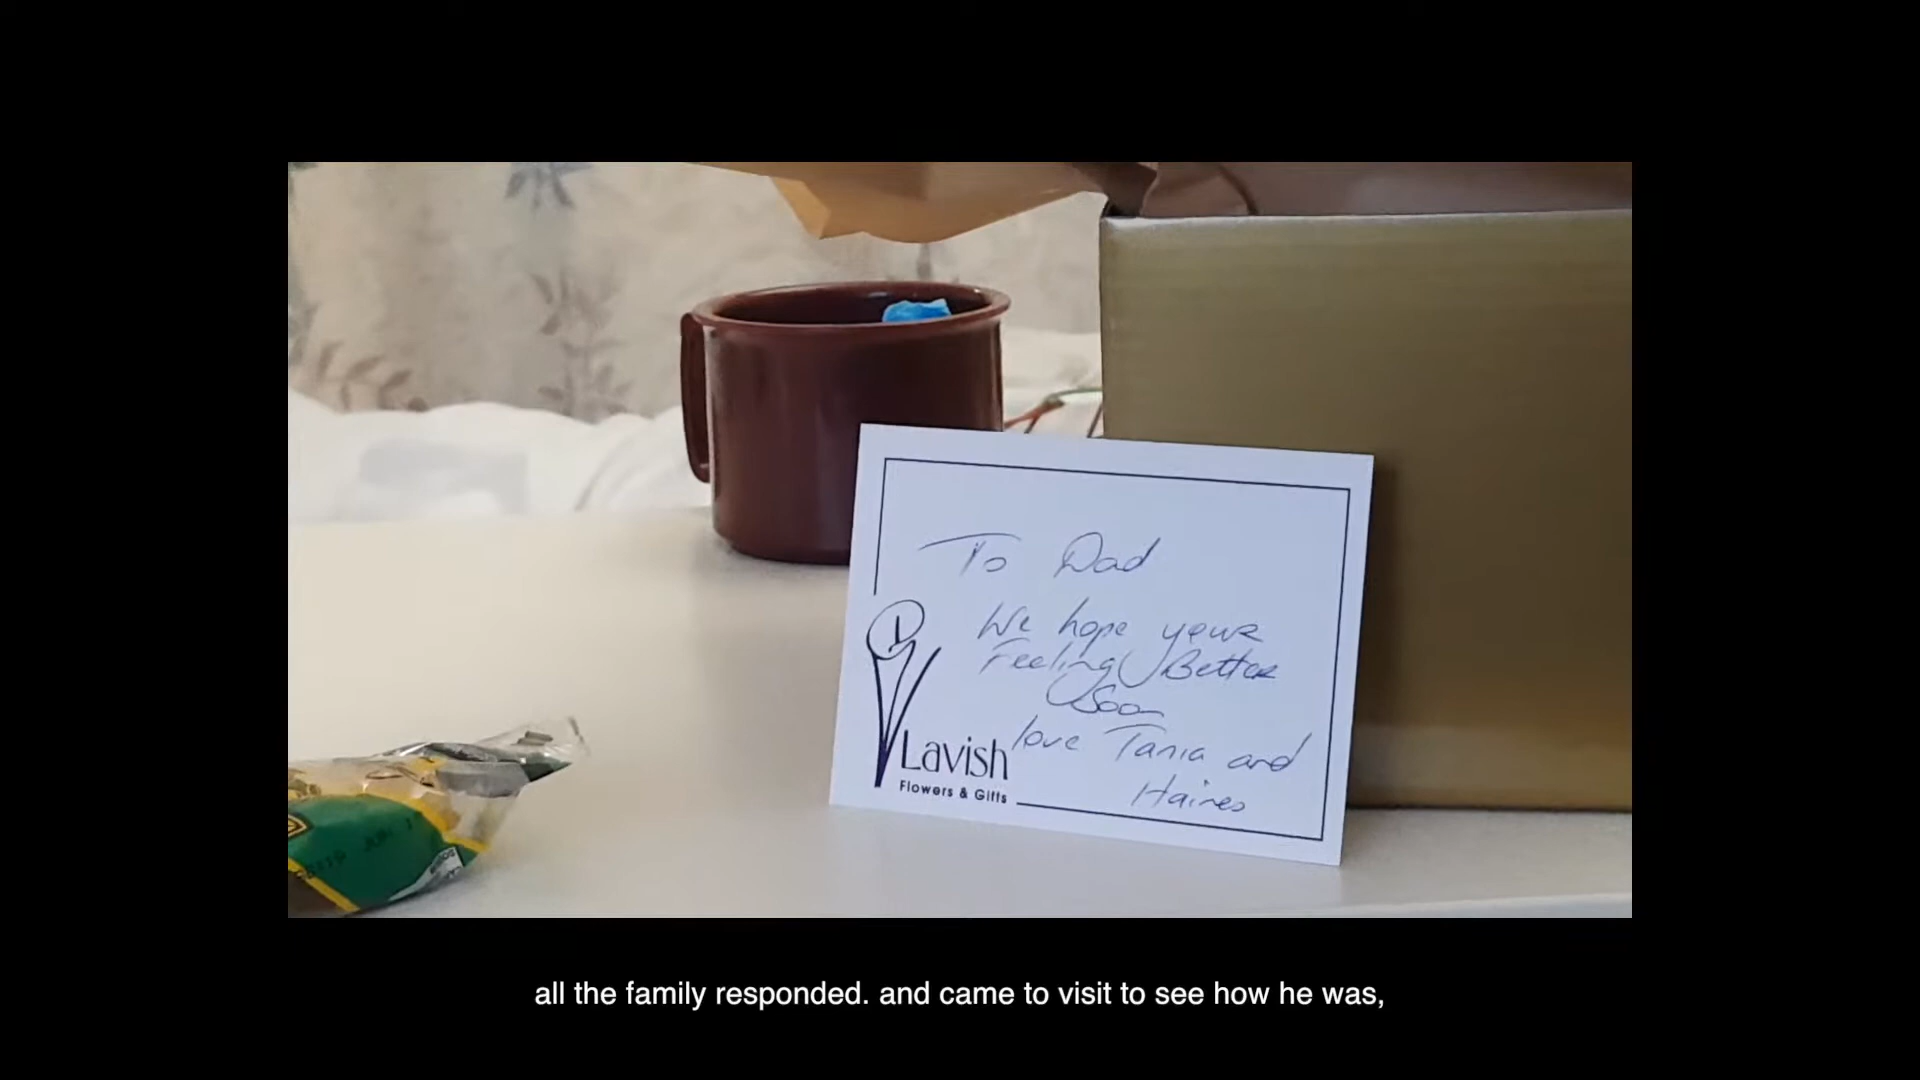 To Dad
We hope your
Feeling Better
Soon
love Tania and
Haines
Lavish
Flowers & Gifts
all the family responded. and came to visit to see how he was,